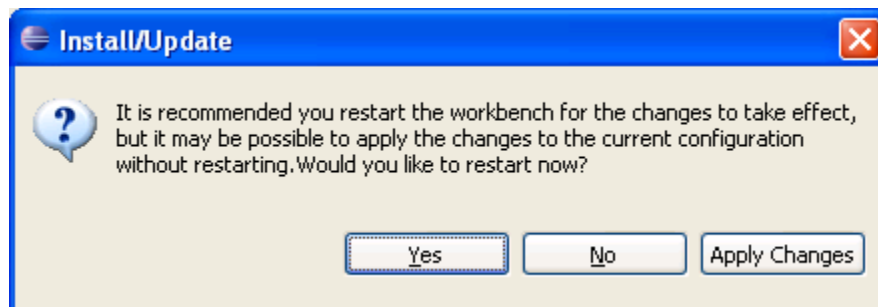 Install/Update
It is recommended you restart the workbench for the changes to take effect,
but it may be possible to apply the changes to the current configuration
without restarting.Would you like to restart now?
Yes No Apply Changes